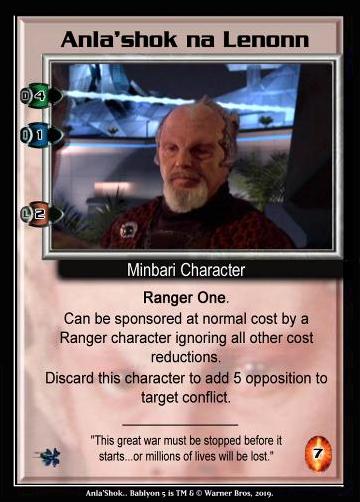 Anla'shok na Lenonn
D 4
D 1
L 2
Minbari Character
Ranger One.
Can be sponsored at normal cost by a
Ranger character ignoring all other cost
reductions.
Discard this character to add 5 opposition to
target conflict.
"This great war must be stopped before it
starts...or millions of lives will be lost."
7
Anla'Shok.. Bablyon 5 is TM & © Warner Bros, 2019.